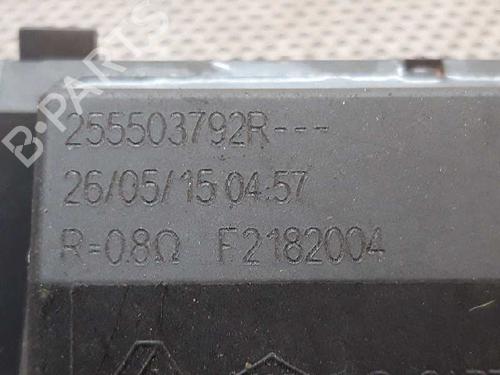 B-PARTS
255503792R---
26/05/15 04:57
R=0.8Ω F2182004